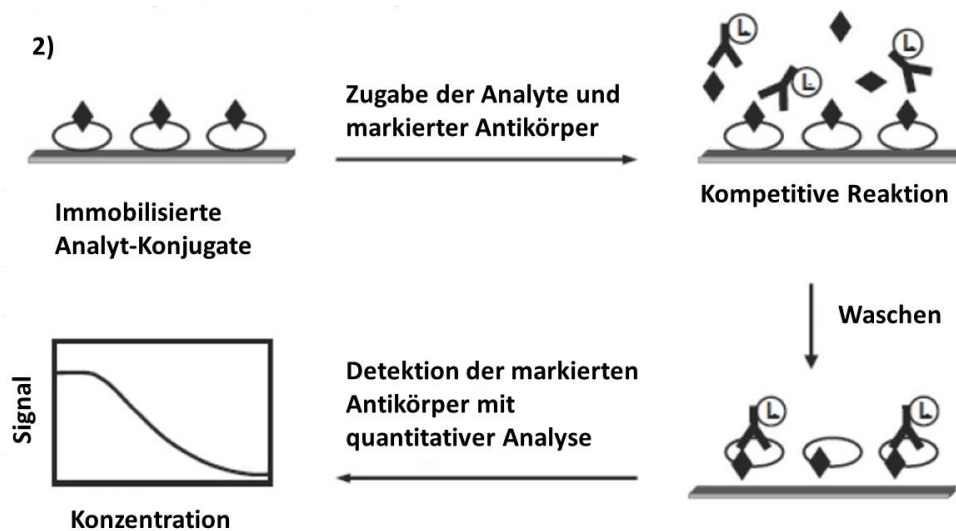 2)
Zugabe der Analyte und
markierter Antikörper
L
L
L
Immobilisierte
Analyt-Konjugate
Kompetitive Reaktion
Waschen
Detektion der markierten
Antikörper mit
quantitativer Analyse
L
L
Signal
Konzentration